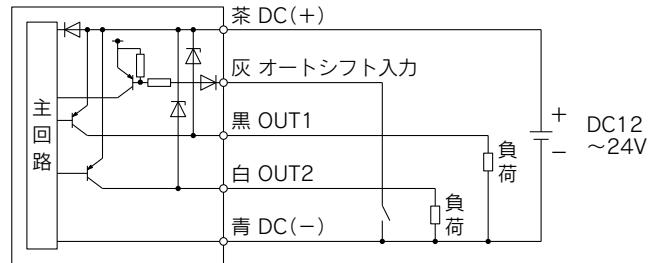 茶 DC(+)
灰 オートシフト入力
主回路
黒 OUT1
白 OUT2
青 DC(−)
負荷
負荷
+
−
DC12
~24V